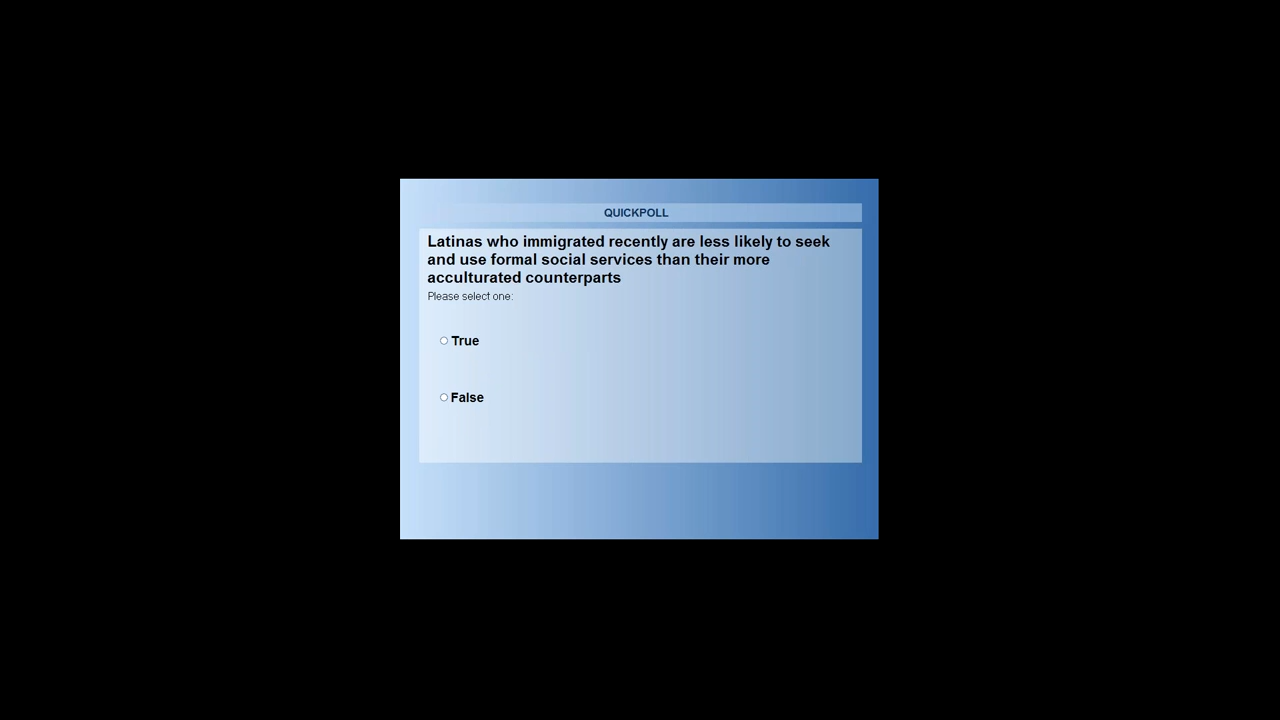 QUICKPOLL
Latinas who immigrated recently are less likely to seek
and use formal social services than their more
acculturated counterparts
Please select one:
True
False